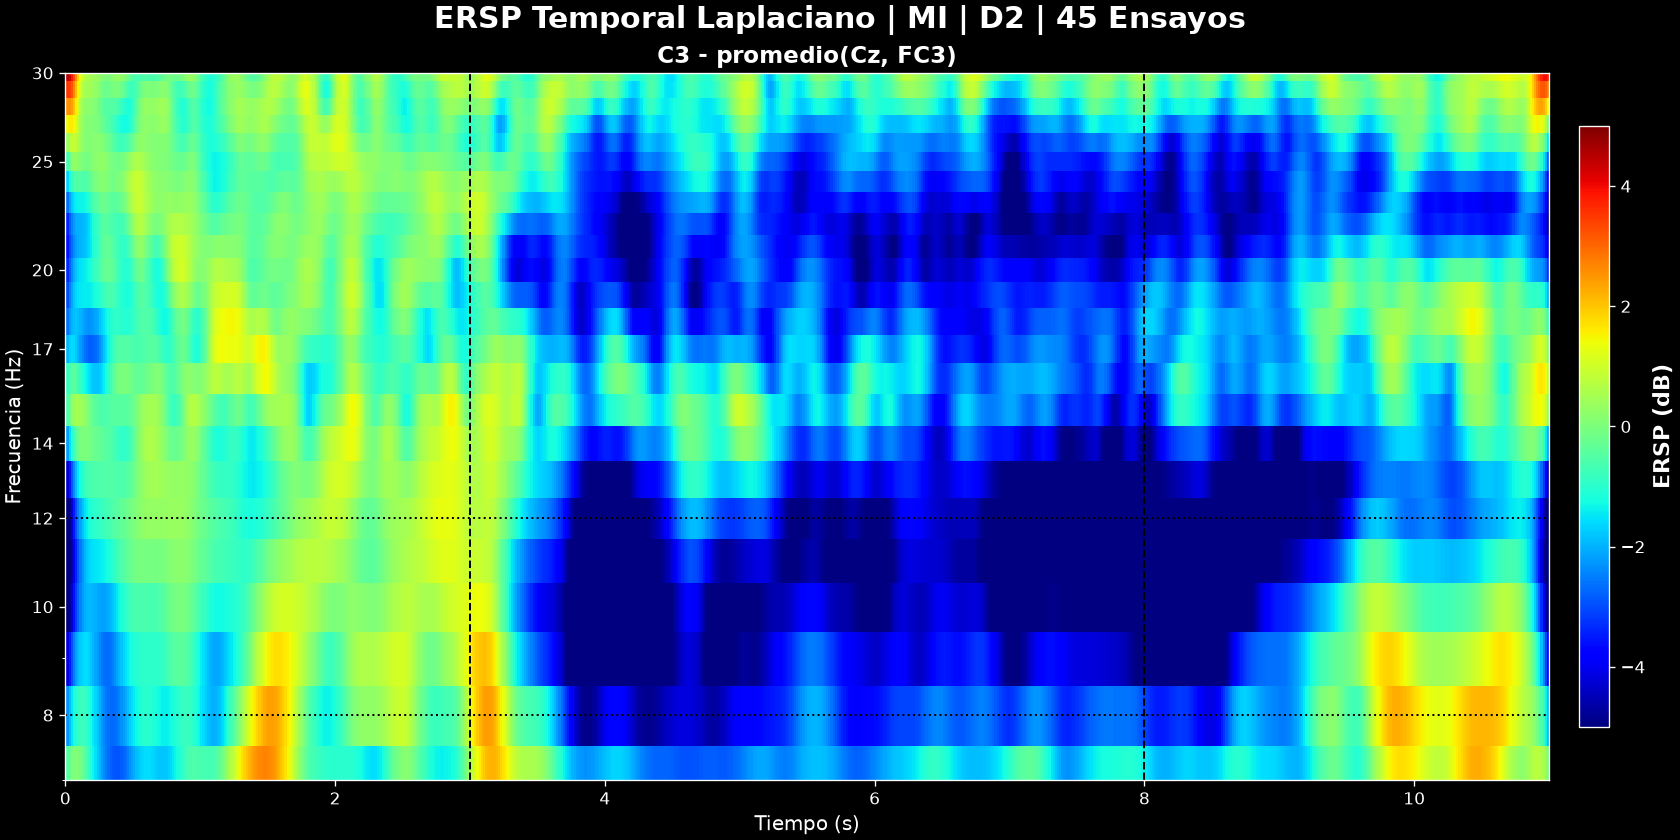 ERSP Temporal Laplaciano | MI | D2 | 45 Ensayos
C3 - promedio(Cz, FC3)
Frecuencia (Hz)
30
25
20
17
14
12
10
8
0 2 4 6 8 10
Tiempo (s)
4
2
0
−2
−4
ERSP (dB)